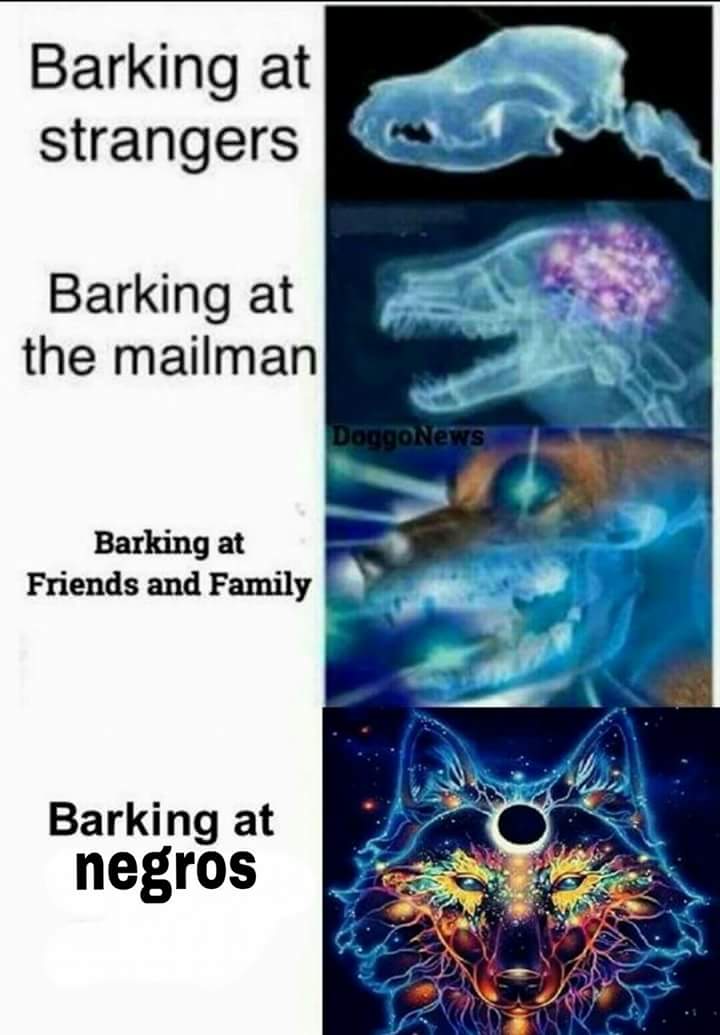 Barking at
strangers
Barking at
the mailman
DoggoNews
Barking at
Friends and Family
Barking at
negros